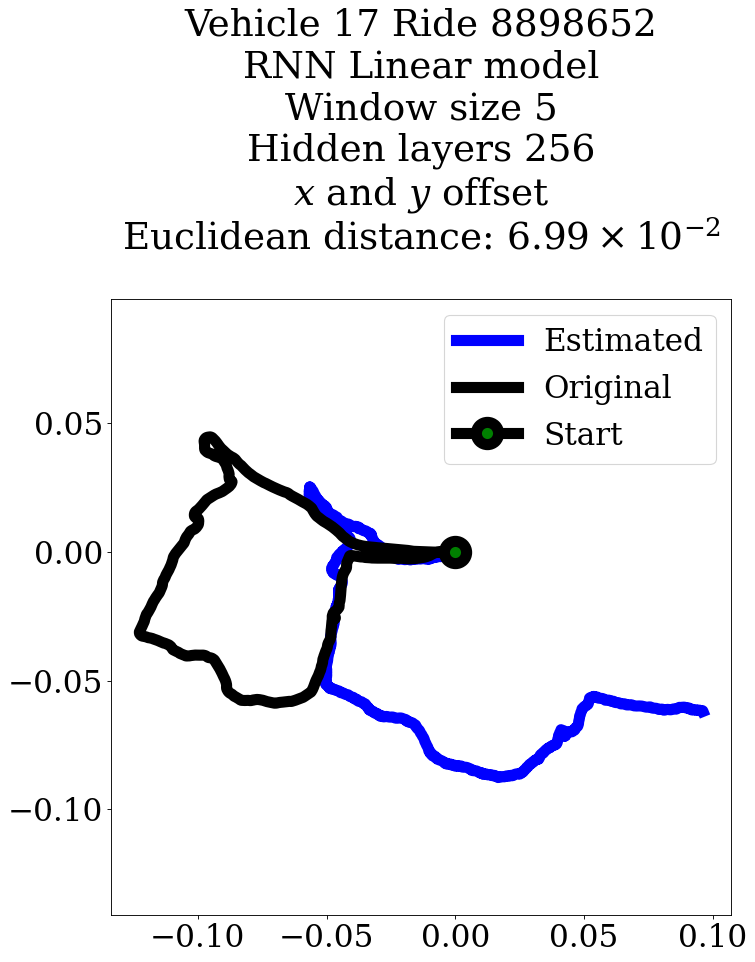 Vehicle 17 Ride 8898652
RNN Linear model
Window size 5
Hidden layers 256
x and y offset
Euclidean distance: 6.99 × 10⁻²
Estimated
Original
Start
0.05
0.00
−0.05
−0.10
−0.10 −0.05 0.00 0.05 0.10